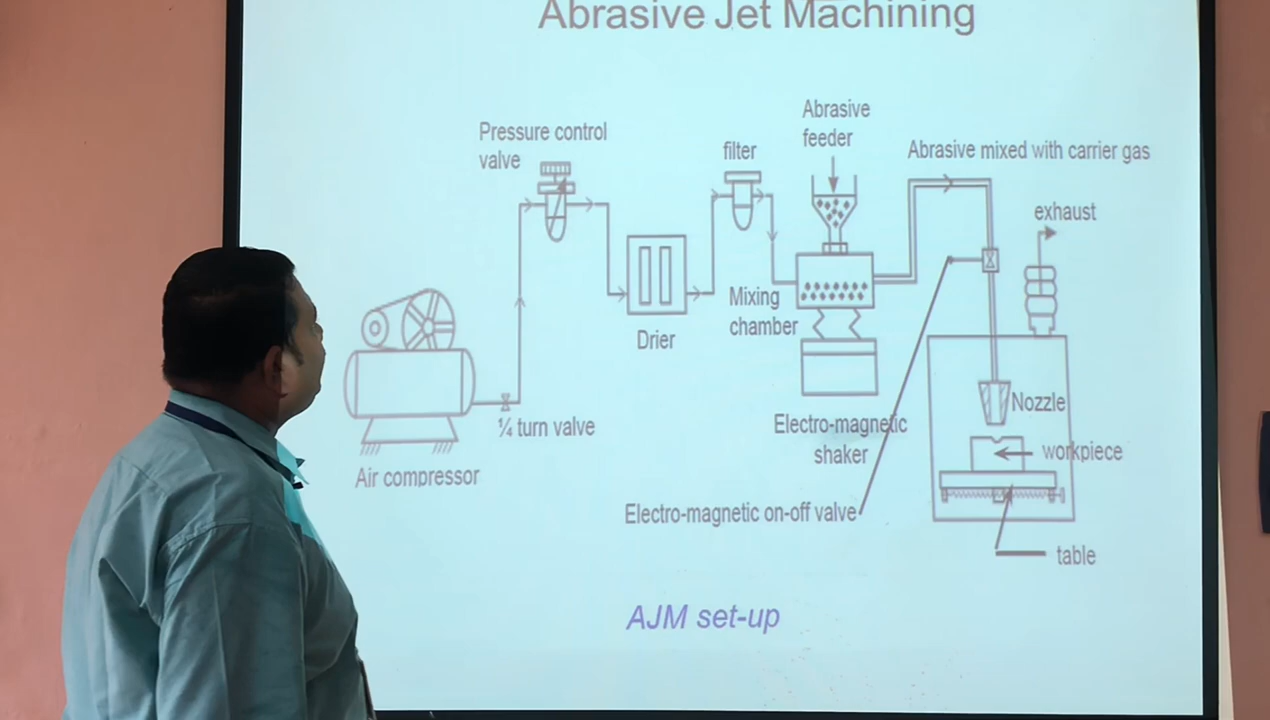 Abrasive Jet Machining
Abrasive
feeder
Pressure control
valve
filter
Abrasive mixed with carrier gas
exhaust
Mixing
chamber
Drier
Nozzle
¼ turn valve
Electro-magnetic
shaker
workpiece
Air compressor
Electro-magnetic on-off valve
table
AJM set-up